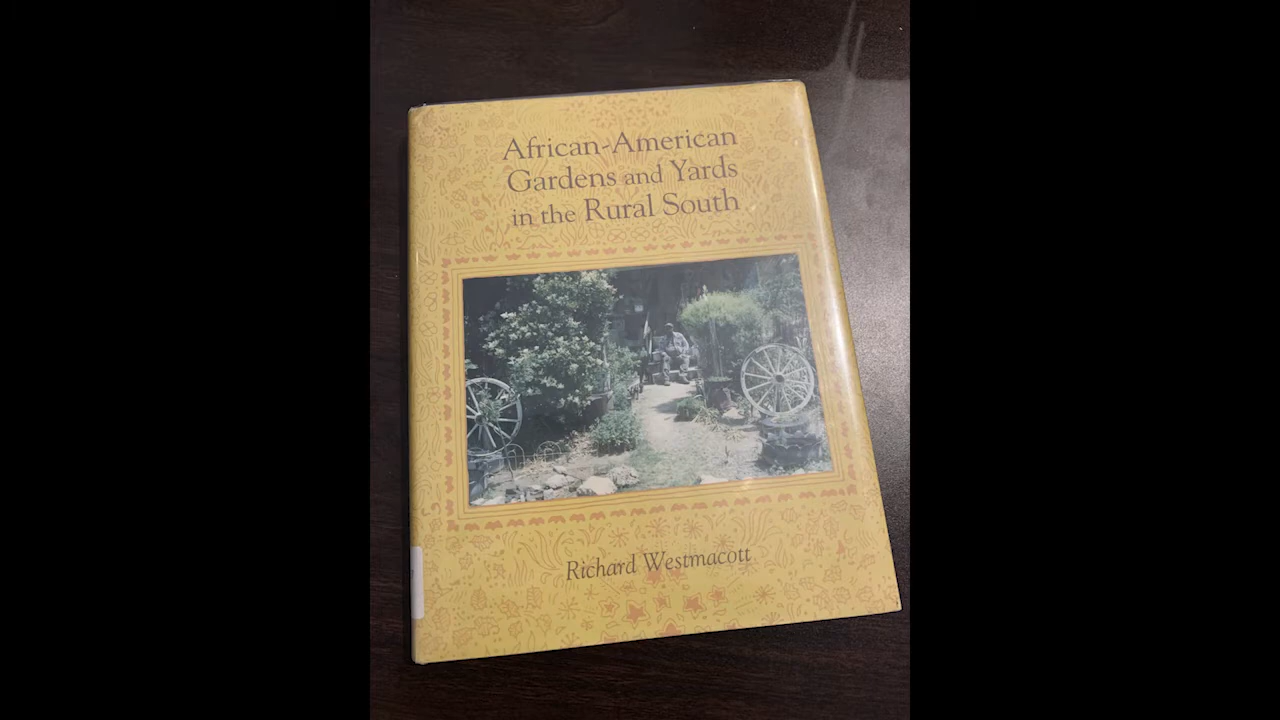 African-American
Gardens and Yards
in the Rural South
Richard Westmacott